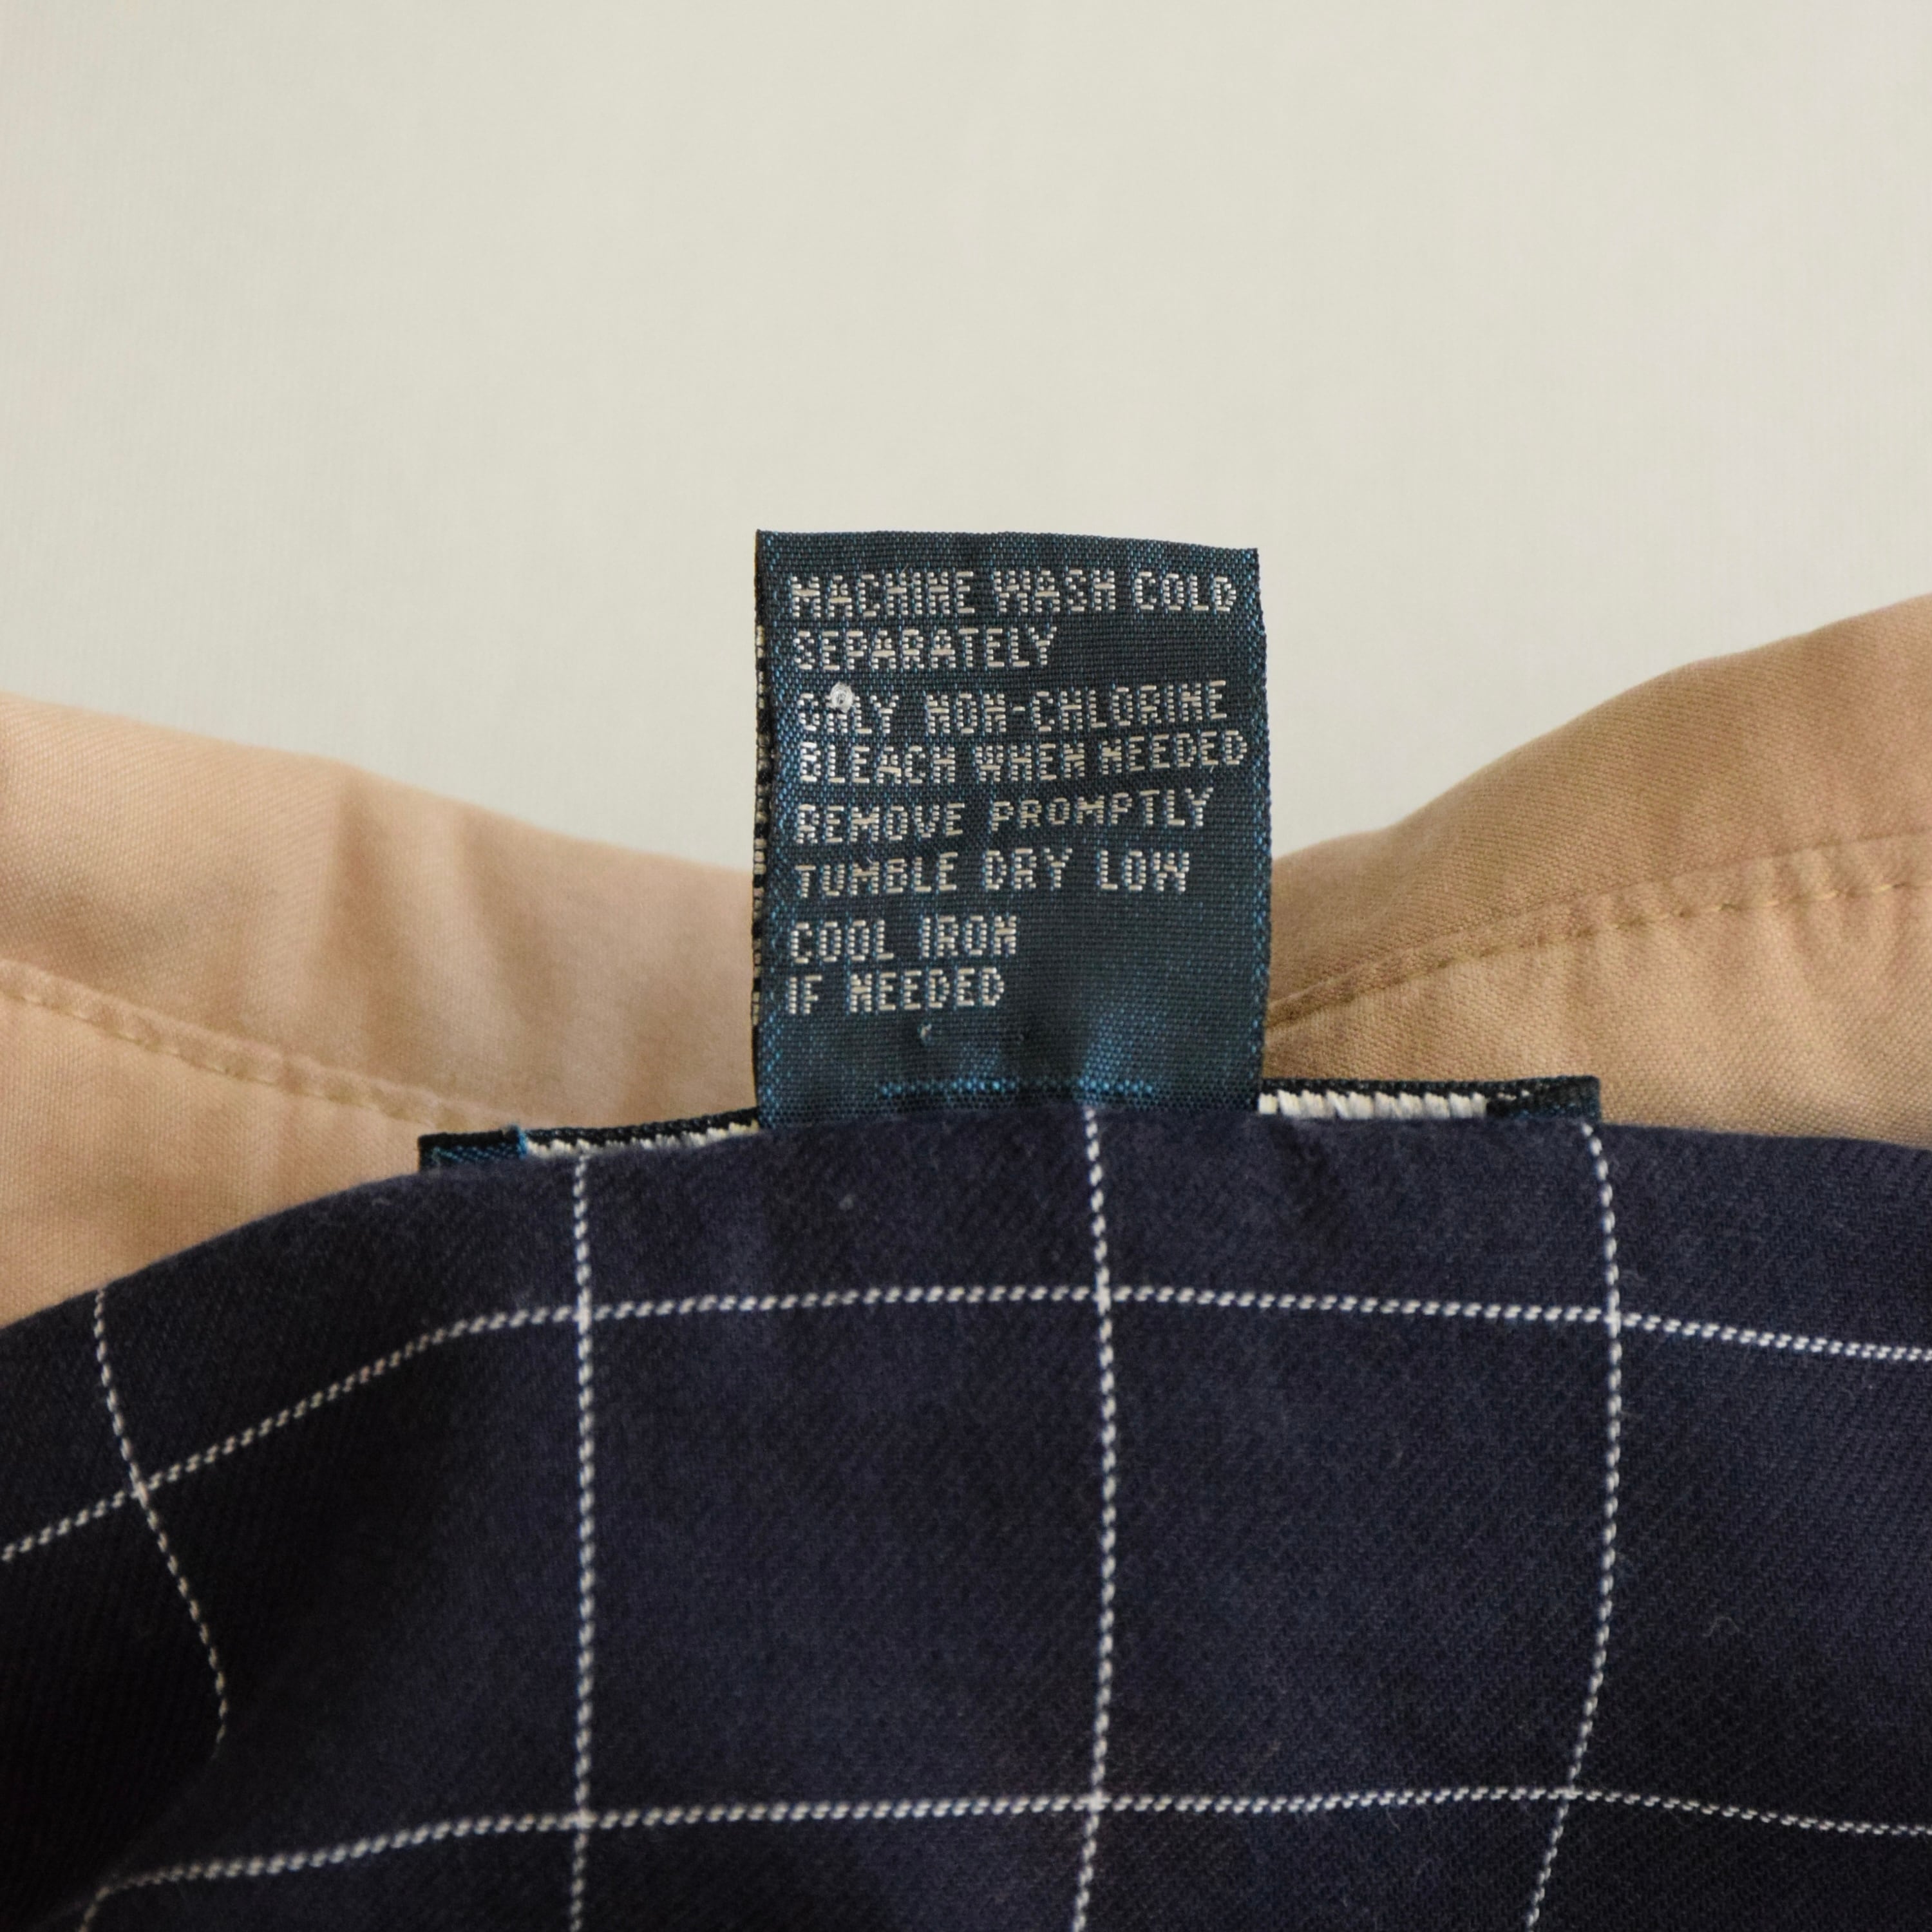 MACHINE WASH COLD
SEPARATELY
ONLY NON-CHLORINE
BLEACH WHEN NEEDED
REMOVE PROMPTLY
TUMBLE DRY LOW
COOL IRON
IF NEEDED